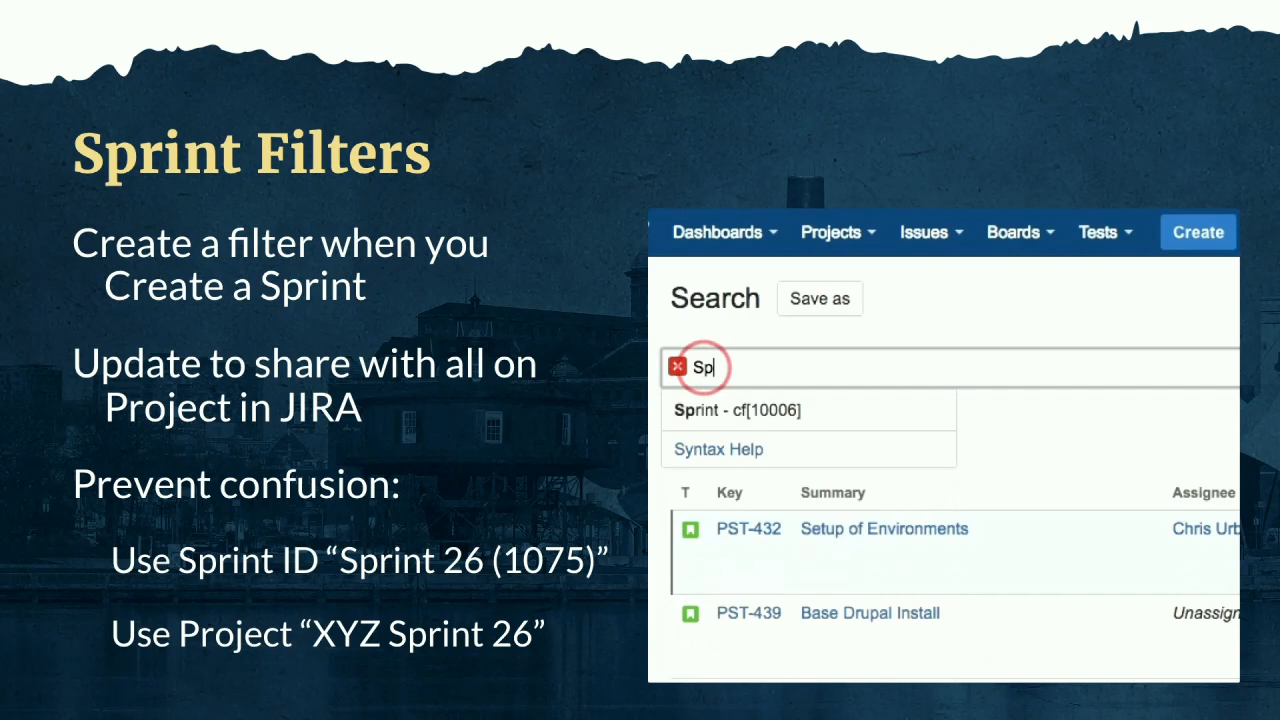 Sprint Filters
Create a filter when you
Create a Sprint
Update to share with all on
Project in JIRA
Prevent confusion:
Use Sprint ID “Sprint 26 (1075)”
Use Project “XYZ Sprint 26”
Dashboards Projects Issues Boards Tests Create
Search Save as
Sp
Sprint - cf[10006]
Syntax Help
T Key Summary Assignee
PST-432 Setup of Environments Chris Urb
PST-439 Base Drupal Install Unassign